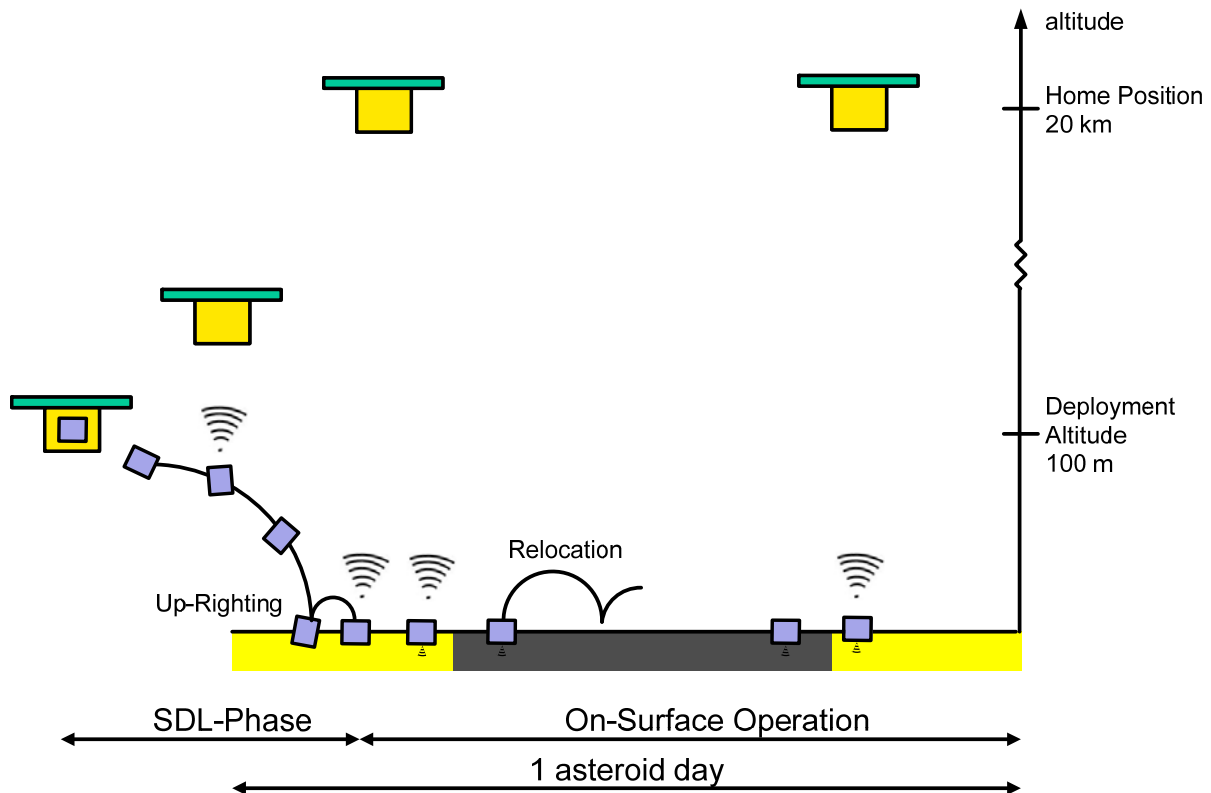 altitude
Home Position
20 km
Deployment
Altitude
100 m
Relocation
Up-Righting
SDL-Phase
On-Surface Operation
1 asteroid day